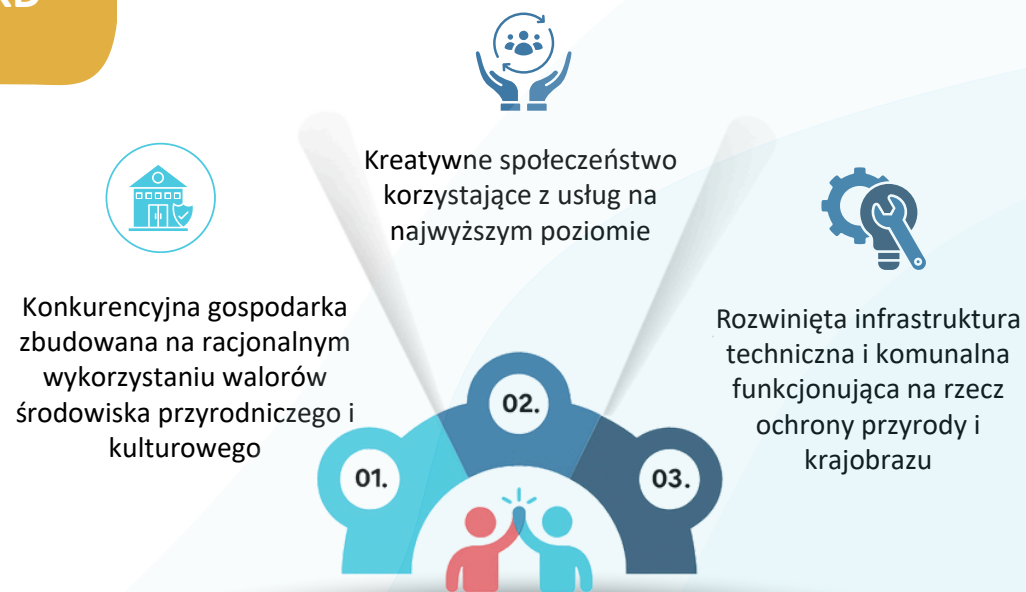 Kreatywne społeczeństwo
korzystające z usług na
najwyższym poziomie
Konkurencyjna gospodarka
zbudowana na racjonalnym
wykorzystaniu walorów
środowiska przyrodniczego i
kulturowego
Rozwinięta infrastruktura
techniczna i komunalna
funkcjonująca na rzecz
ochrony przyrody i
krajobrazu
01.
02.
03.